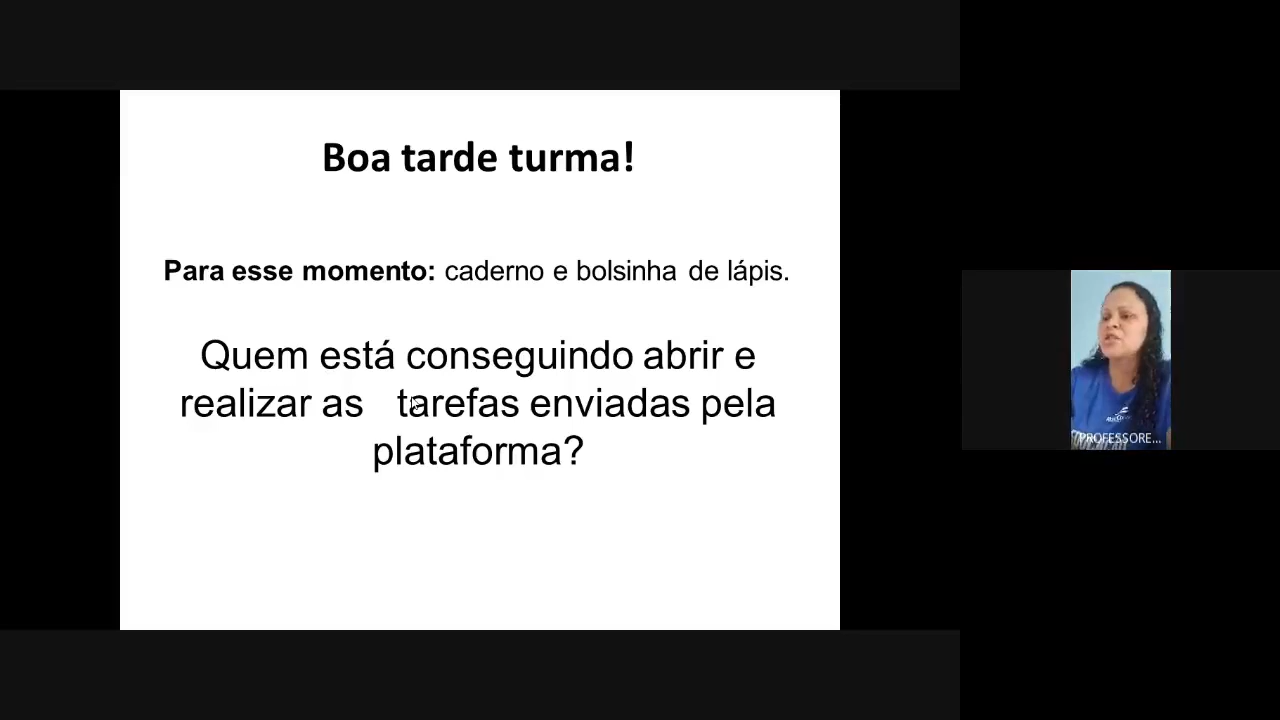 Boa tarde turma!
Para esse momento: caderno e bolsinha de lápis.
Quem está conseguindo abrir e
realizar as tarefas enviadas pela
plataforma?
PROFESSORE...